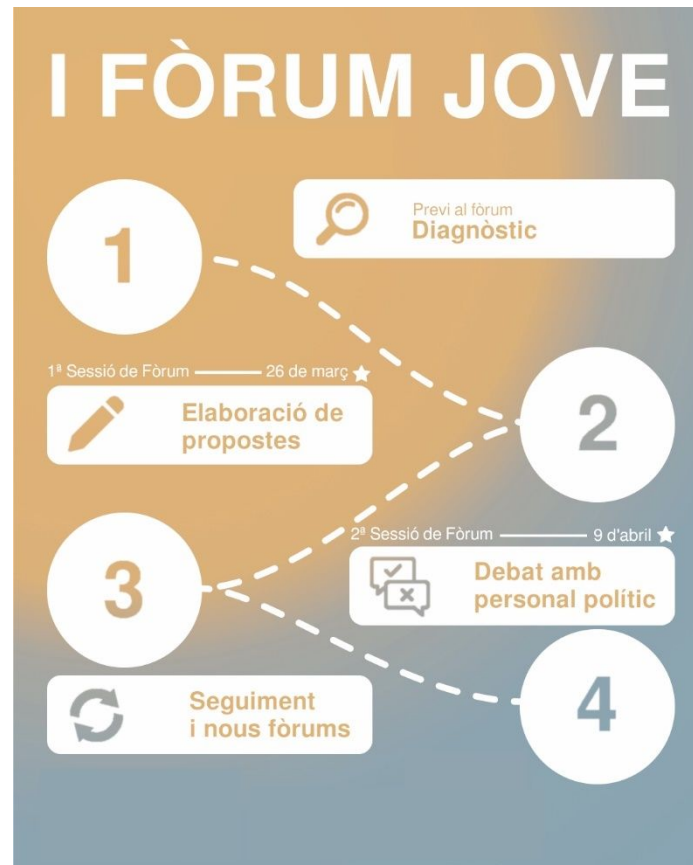 I FÒRUM JOVE
1
Previ al fòrum
Diagnòstic
1ª Sessió de Fòrum 26 de març
Elaboració de
propostes
2
3
2ª Sessió de Fòrum 9 d'abril
Debat amb
personal polític
Seguiment
i nous fòrums
4